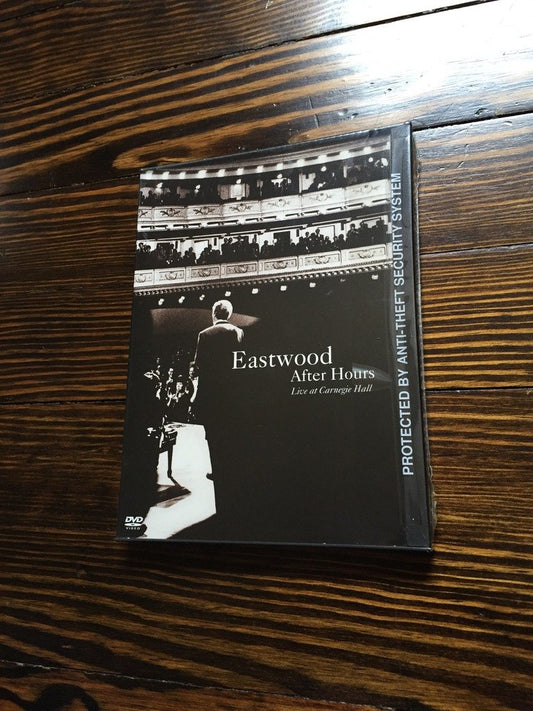 Eastwood
After Hours
Live at Carnegie Hall
DVD
VIDEO
PROTECTED BY ANTI-THEFT SECURITY SYSTEM